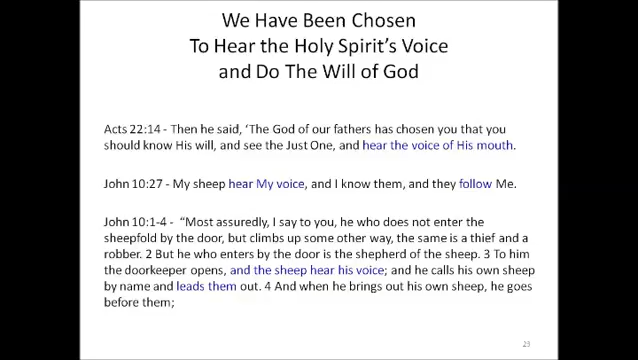 We Have Been Chosen
To Hear the Holy Spirit's Voice
and Do The Will of God
Acts 22:14 - Then he said, ‘The God of our fathers has chosen you that you
should know His will, and see the Just One, and hear the voice of His mouth.
John 10:27 - My sheep hear My voice, and I know them, and they follow Me.
John 10:1-4 - “Most assuredly, I say to you, he who does not enter the
sheepfold by the door, but climbs up some other way, the same is a thief and a
robber. 2 But he who enters by the door is the shepherd of the sheep. 3 To him
the doorkeeper opens, and the sheep hear his voice; and he calls his own sheep
by name and leads them out. 4 And when he brings out his own sheep, he goes
before them;
23